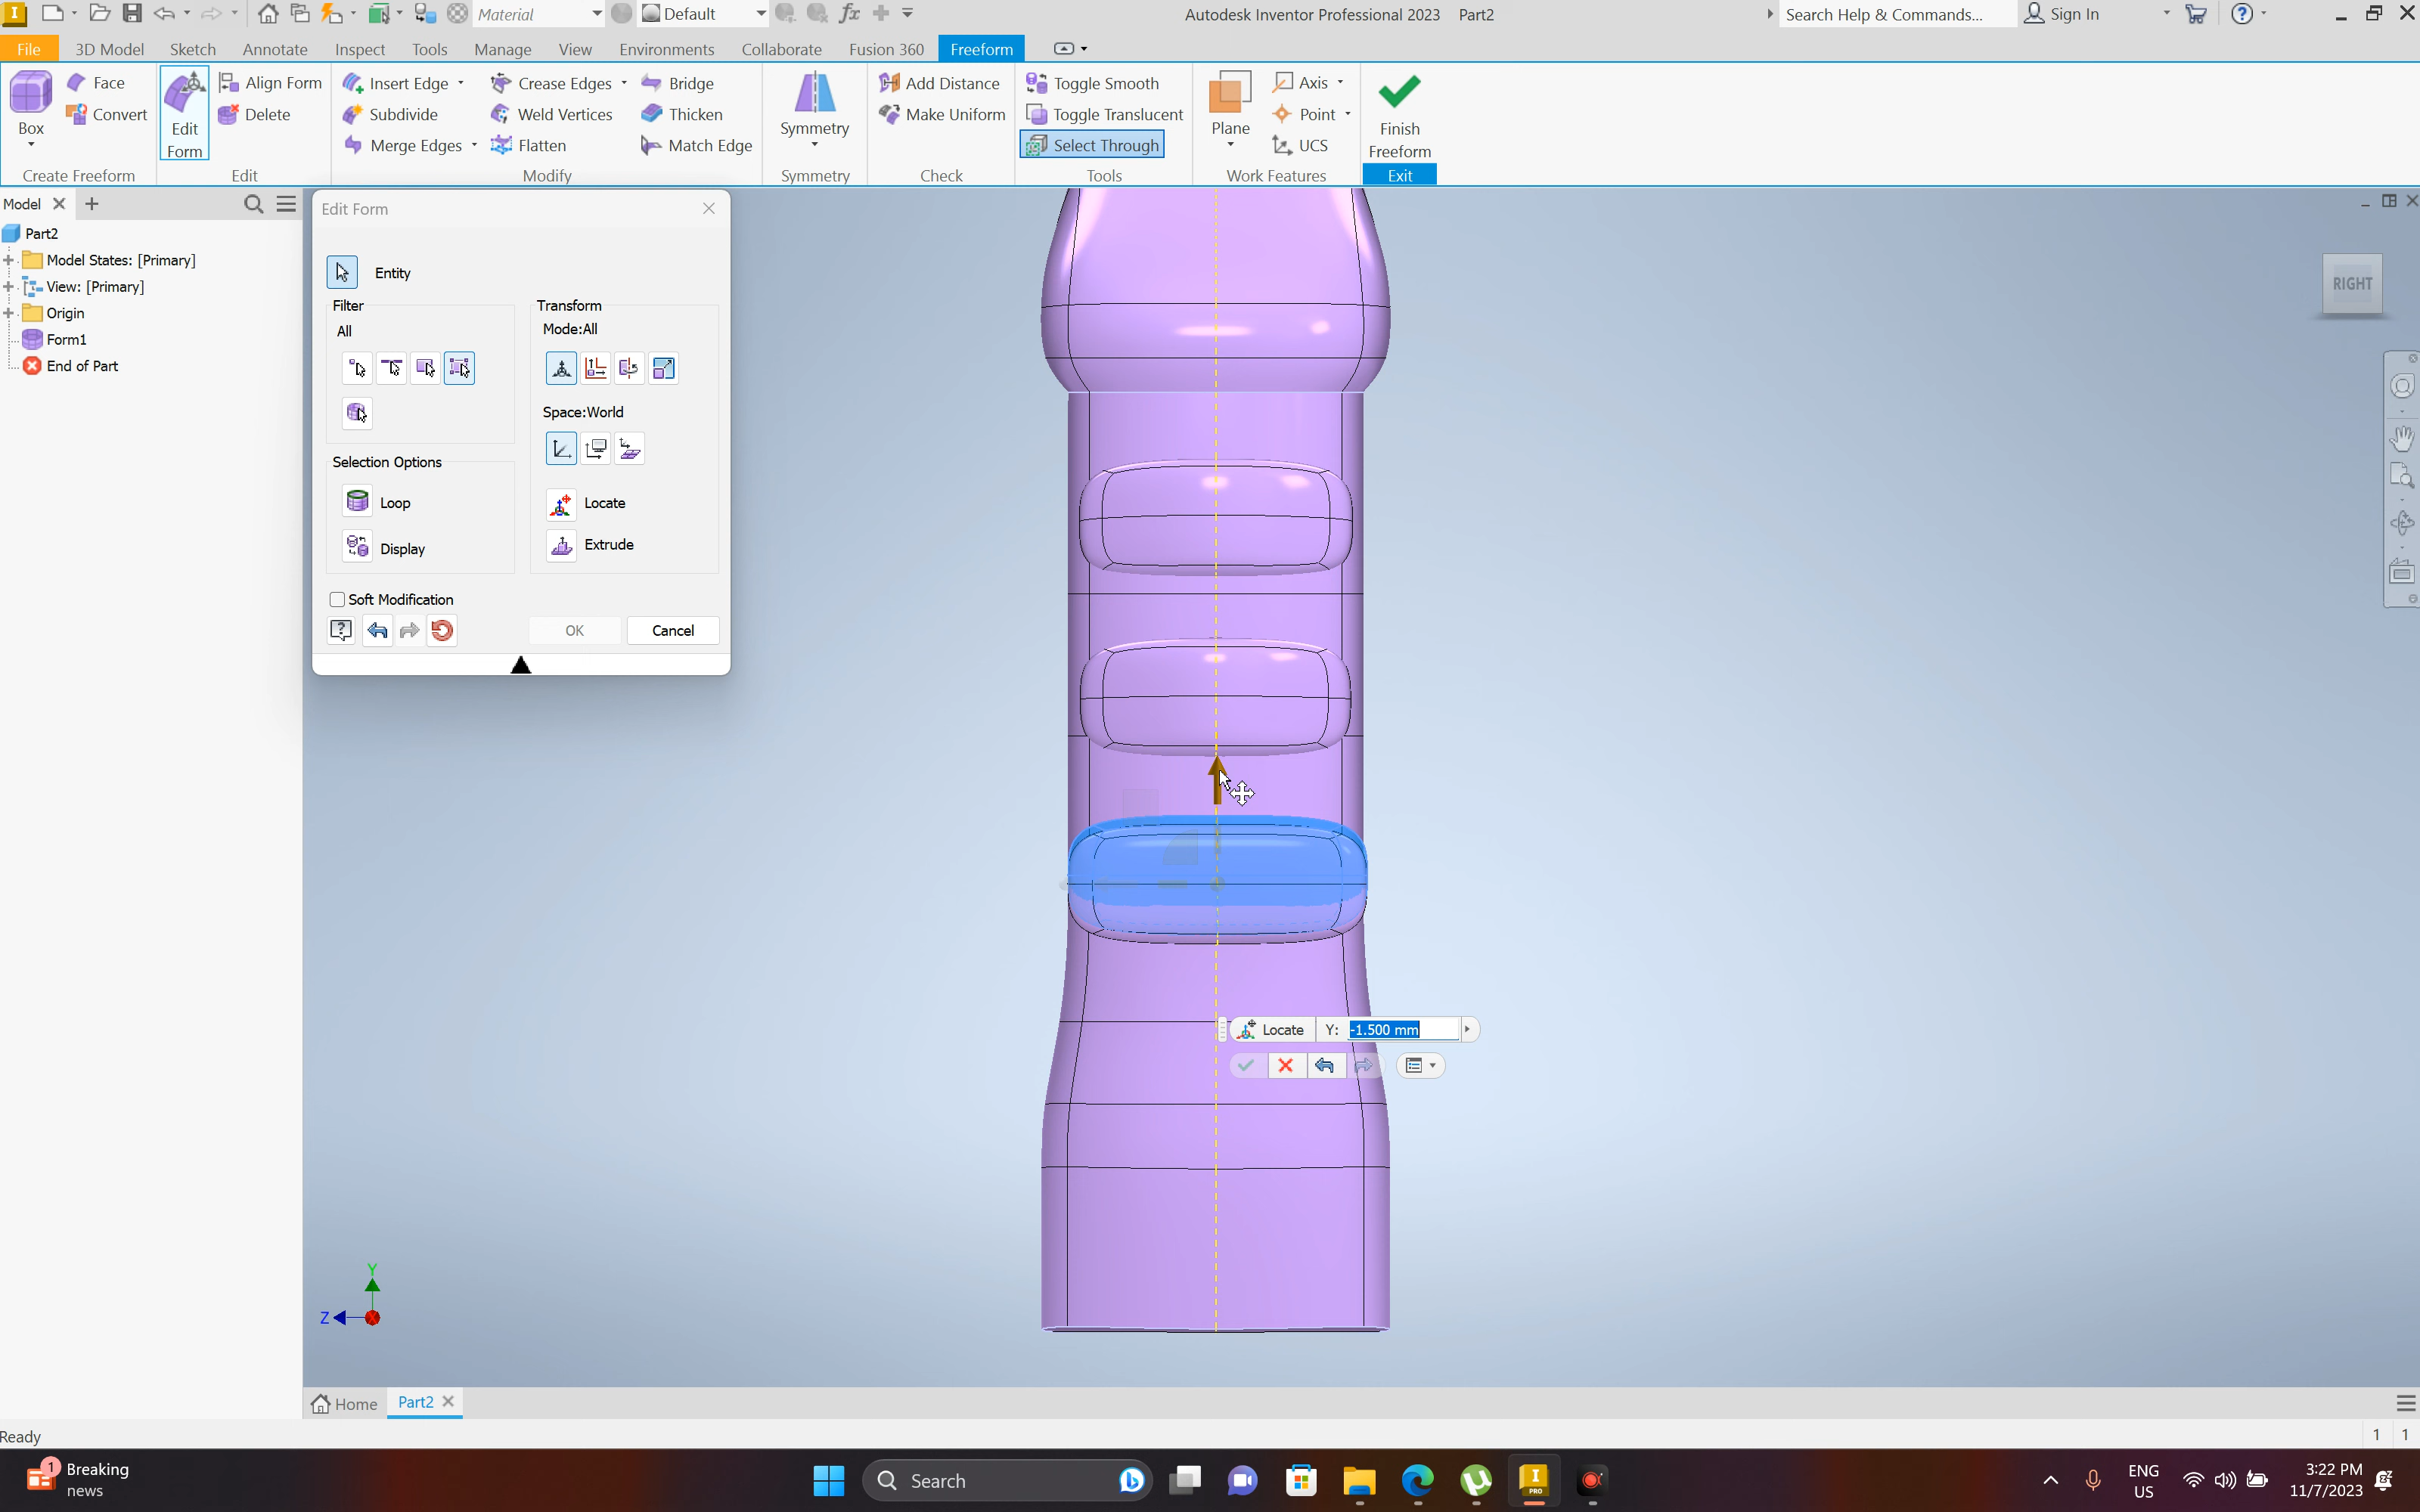 Material
Default
Autodesk Inventor Professional 2023 Part2
Search Help & Commands...
Sign In
File 3D Model Sketch Annotate Inspect Tools Manage View Environments Collaborate Fusion 360 Freeform
Box
Face
Convert
Create Freeform
Edit Form
Align Form
Delete
Edit
Insert Edge
Subdivide
Merge Edges
Crease Edges
Weld Vertices
Flatten
Bridge
Thicken
Match Edge
Modify
Symmetry
Symmetry
Add Distance
Make Uniform
Check
Toggle Smooth
Toggle Translucent
Select Through
Tools
Plane
Axis
Point
UCS
Work Features
Finish
Freeform
Exit
Model
Part2
Model States: [Primary]
View: [Primary]
Origin
Form1
End of Part
Edit Form
Entity
Filter
All
Transform
Mode:All
Space:World
Selection Options
Loop
Display
Locate
Extrude
Soft Modification
OK
Cancel
RIGHT
Locate Y: -1.500 mm
Y
Z
Home Part2
Ready
1 1
1
Breaking
news
Search
I
PRO
ENG
US
3:22 PM
11/7/2023